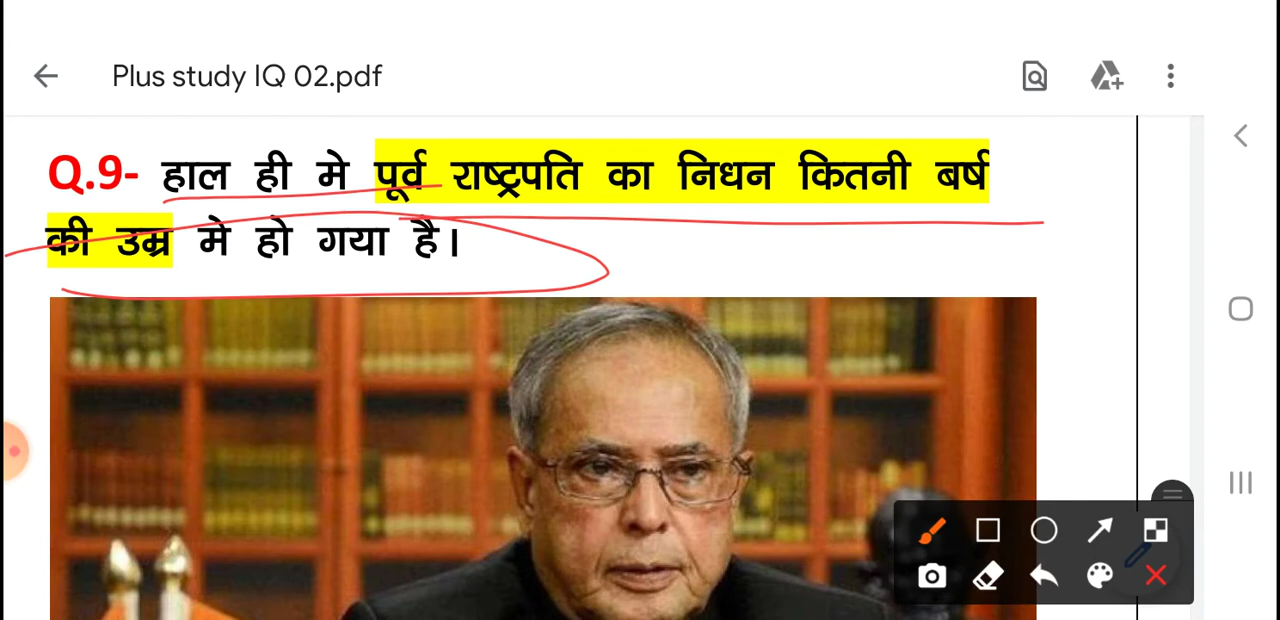 Plus study IQ 02.pdf
Q.9- हाल ही मे पूर्व राष्ट्रपति का निधन कितनी बर्ष
की उम्र मे हो गया है।